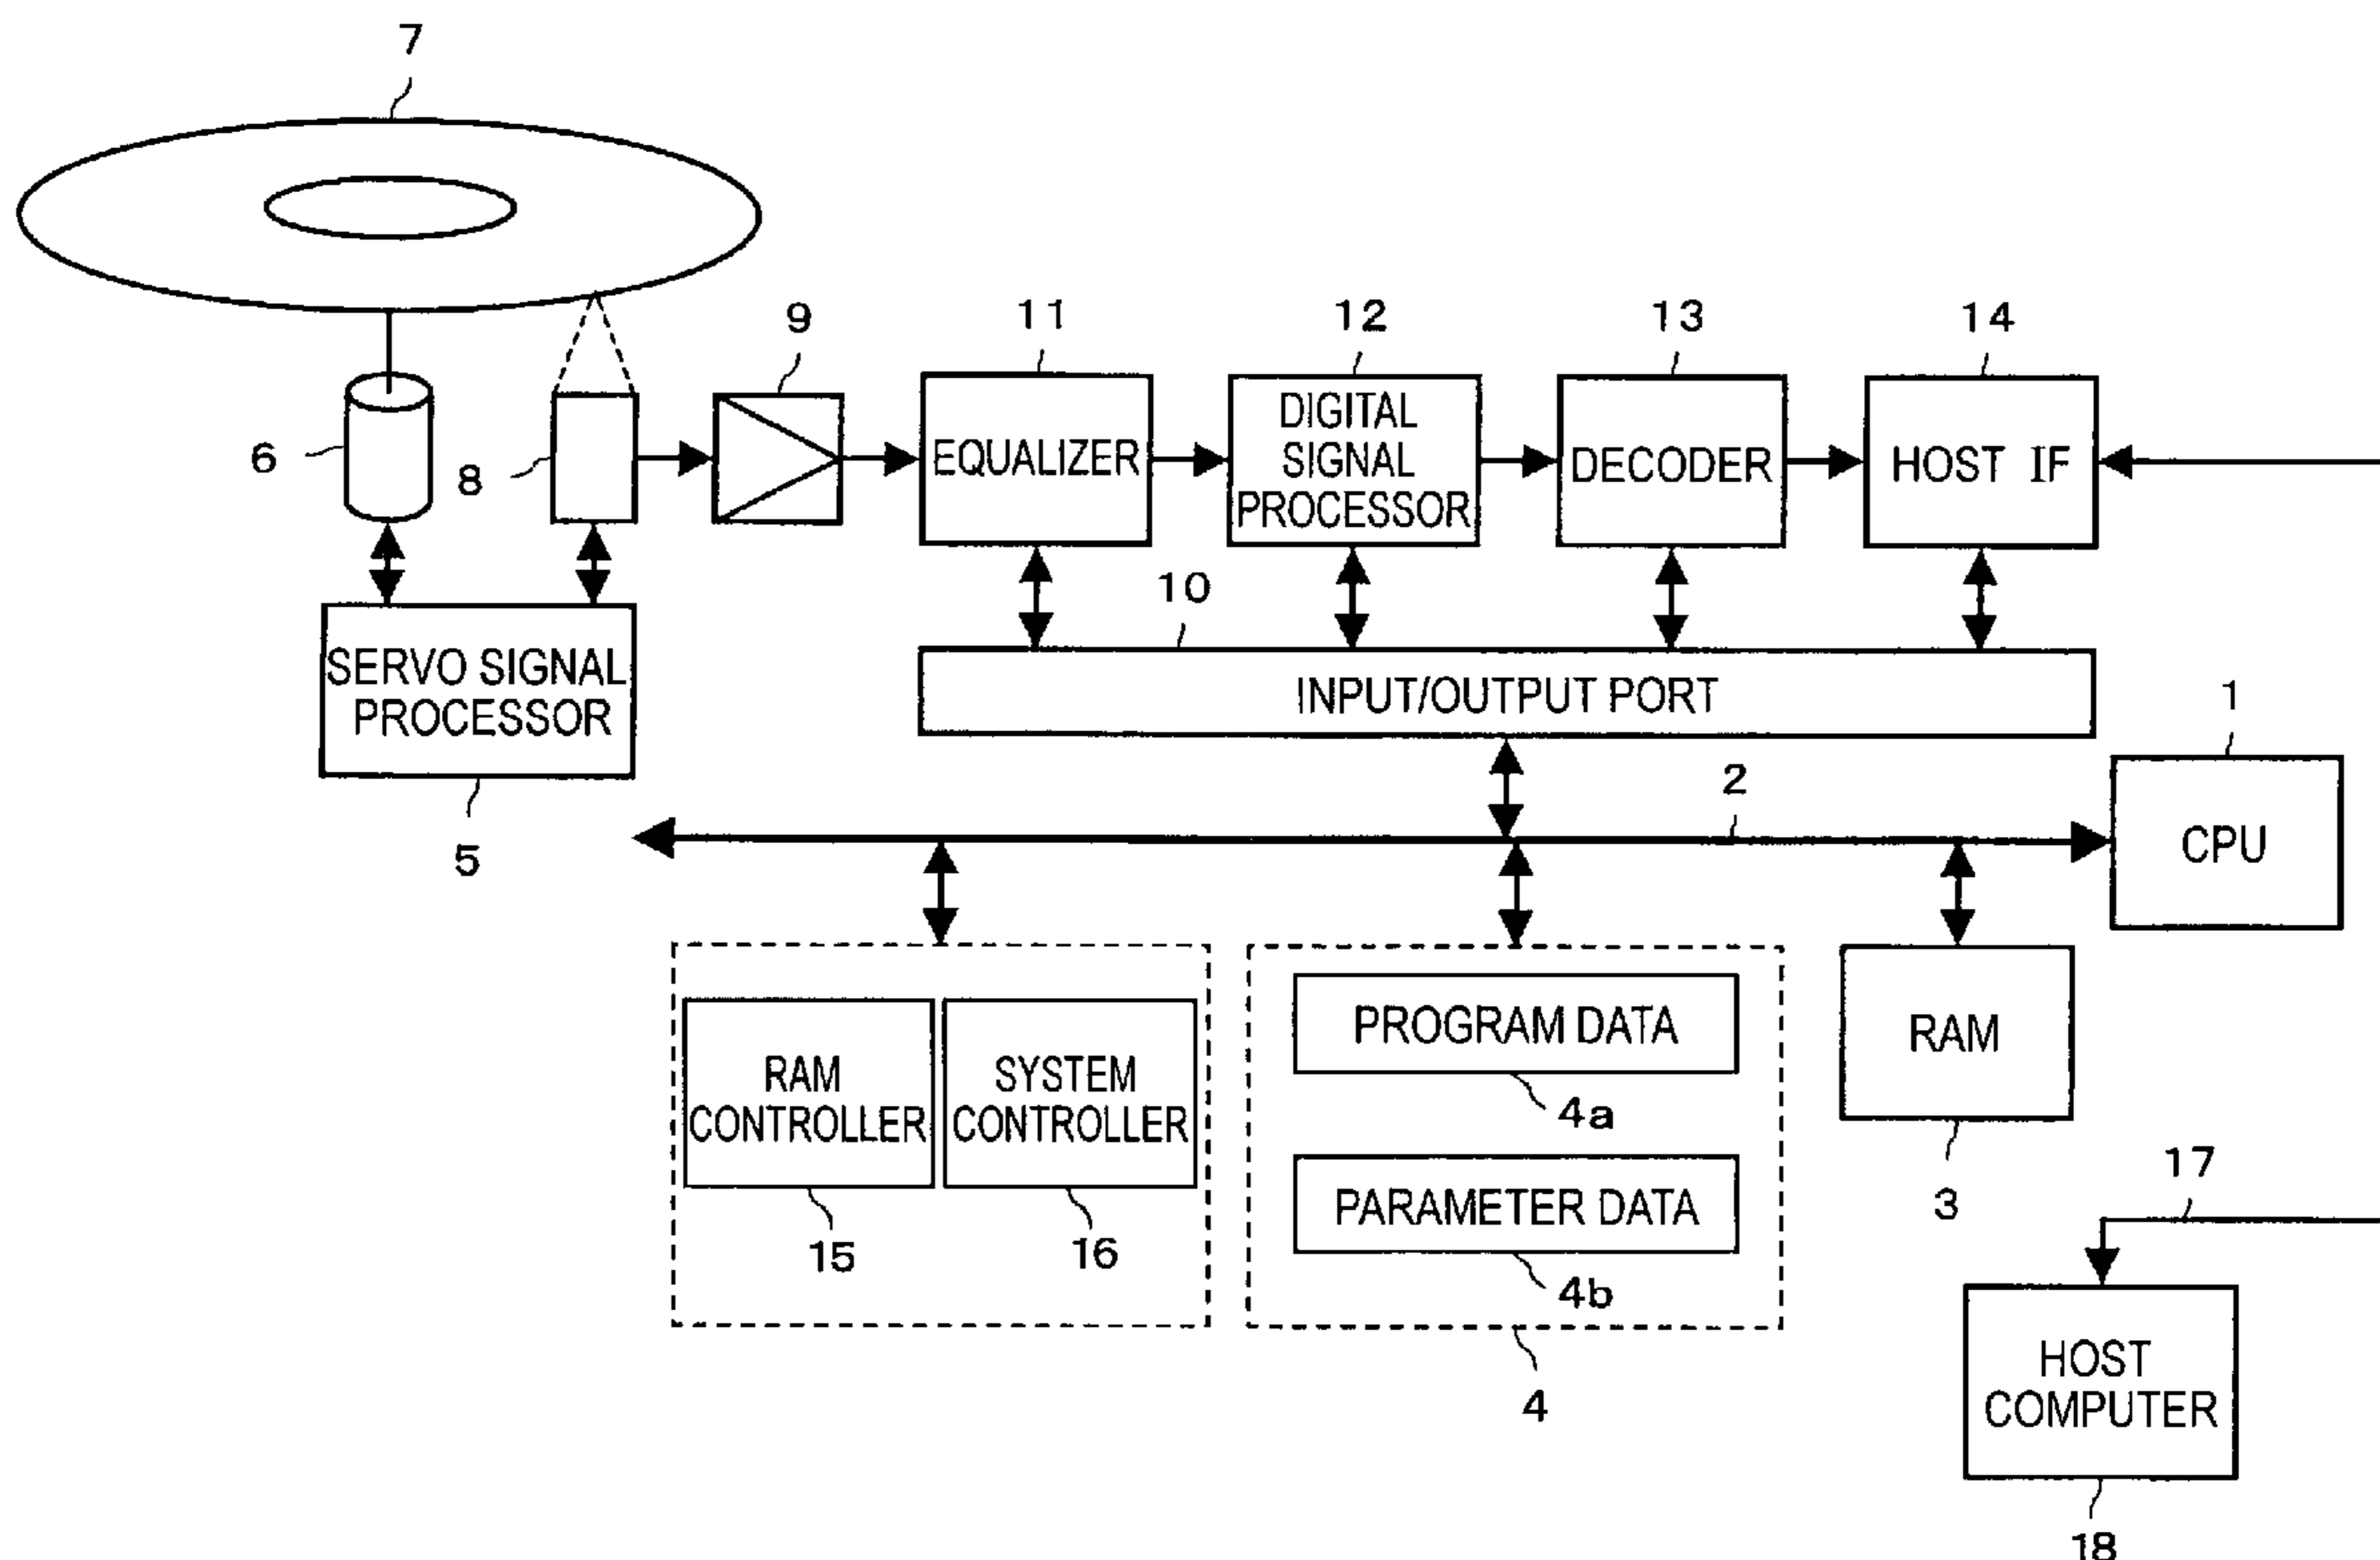 7
9
11
12
13
14
6
8
EQUALIZER
DIGITAL
SIGNAL
PROCESSOR
DECODER
HOST IF
10
SERVO SIGNAL
PROCESSOR
INPUT/OUTPUT PORT
1
2
CPU
5
RAM
CONTROLLER
SYSTEM
CONTROLLER
PROGRAM DATA
4a
RAM
PARAMETER DATA
4b
15
16
3
17
4
HOST
COMPUTER
18